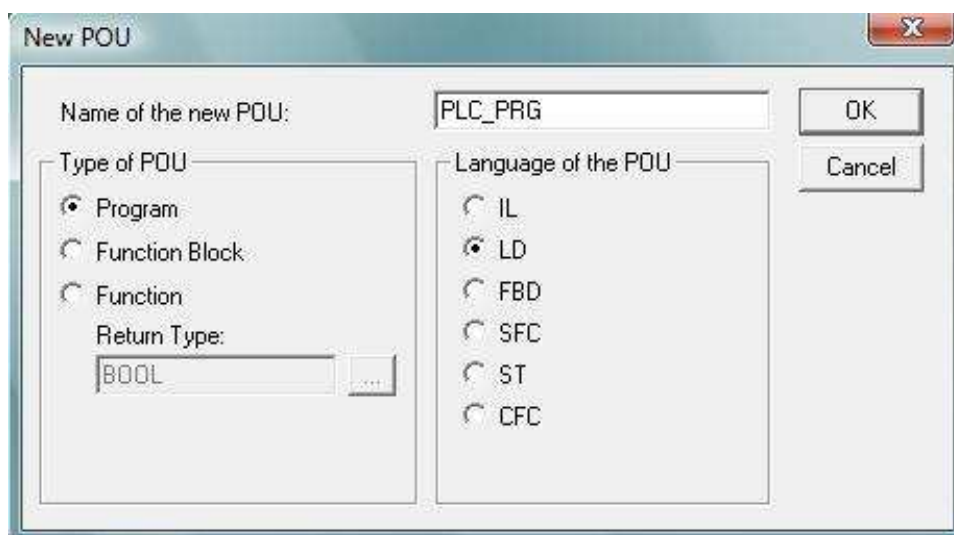 New POU
Name of the new POU:
PLC_PRG
OK
Cancel
Type of POU
Program
Function Block
Function
Return Type:
BOOL
...
Language of the POU
IL
LD
FBD
SFC
ST
CFC